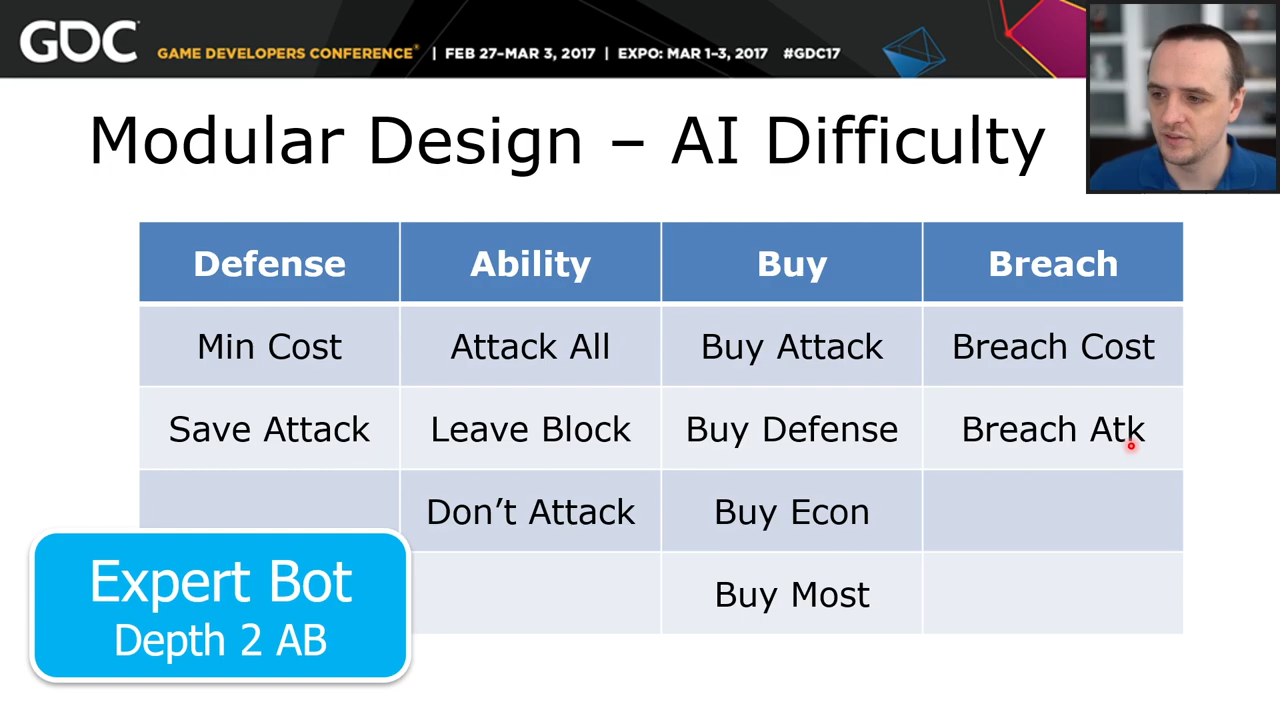 GDC GAME DEVELOPERS CONFERENCE® | FEB 27–MAR 3, 2017 | EXPO: MAR 1–3, 2017 #GDC17
Modular Design – AI Difficulty
Defense Ability Buy Breach
Min Cost Attack All Buy Attack Breach Cost
Save Attack Leave Block Buy Defense Breach Atk
Don’t Attack Buy Econ
Buy Most
Expert Bot
Depth 2 AB